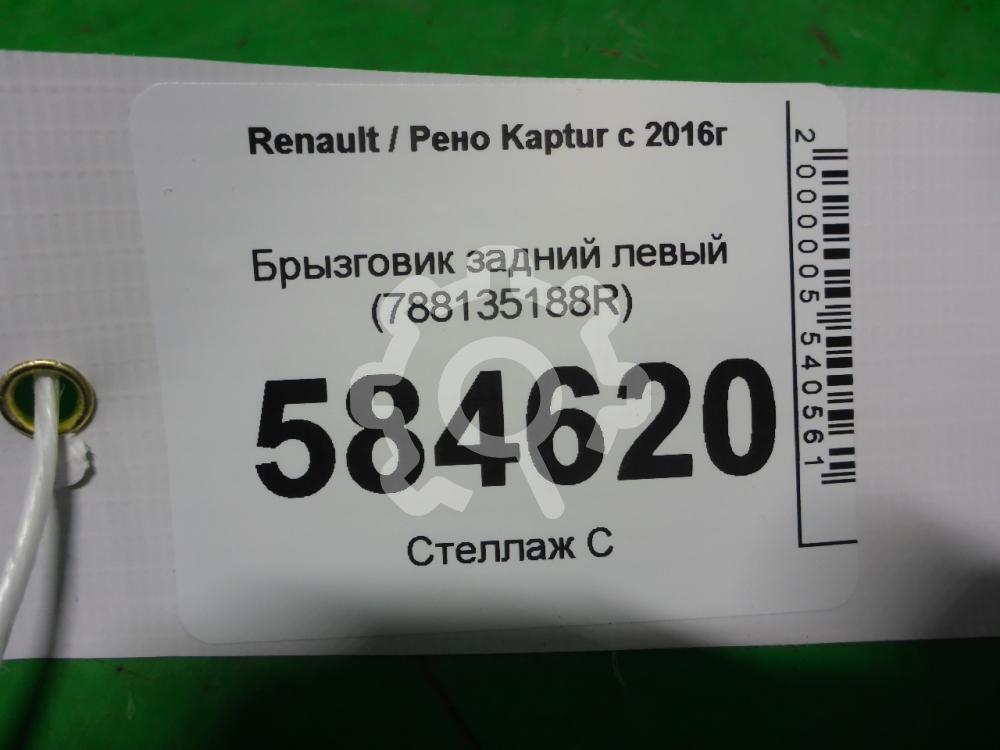 Renault / Рено Kaptur с 2016г
Брызговик задний левый
(788135188R)
584620
Стеллаж С
2000005540561